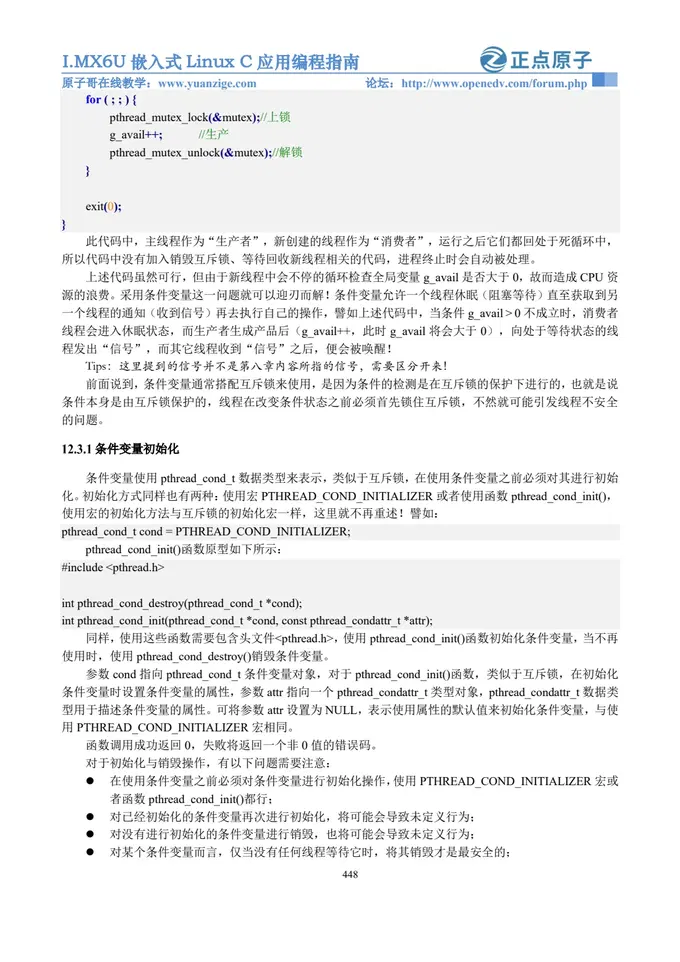 I.MX6U 嵌入式 Linux C 应用编程指南
正点原子
原子哥在线教学：www.yuanzige.com
论坛：http://www.openedv.com/forum.php
for ( ; ; ) {
pthread_mutex_lock(&mutex);//上锁
g_avail++; //生产
pthread_mutex_unlock(&mutex);//解锁
}
exit(0);
}
此代码中，主线程作为“生产者”，新创建的线程作为“消费者”，运行之后它们都回处于死循环中，
所以代码中没有加入销毁互斥锁、等待回收新线程相关的代码，进程终止时会自动被处理。
上述代码虽然可行，但由于新线程中会不停的循环检查全局变量 g_avail 是否大于 0，故而造成 CPU 资
源的浪费。采用条件变量这一问题就可以迎刃而解！条件变量允许一个线程休眠（阻塞等待）直至获取到另
一个线程的通知（收到信号）再去执行自己的操作，譬如上述代码中，当条件 g_avail > 0 不成立时，消费者
线程会进入休眠状态，而生产者生成产品后（g_avail++，此时 g_avail 将会大于 0），向处于等待状态的线
程发出“信号”，而其它线程收到“信号”之后，便会被唤醒！
Tips：这里提到的信号并不是第八章内容所指的信号，需要区分开来！
前面说到，条件变量通常搭配互斥锁来使用，是因为条件的检测是在互斥锁的保护下进行的，也就是说
条件本身是由互斥锁保护的，线程在改变条件状态之前必须首先锁住互斥锁，不然就可能引发线程不安全
的问题。
12.3.1 条件变量初始化
条件变量使用 pthread_cond_t 数据类型来表示，类似于互斥锁，在使用条件变量之前必须对其进行初始
化。初始化方式同样也有两种：使用宏 PTHREAD_COND_INITIALIZER 或者使用函数 pthread_cond_init()，
使用宏的初始化方法与互斥锁的初始化宏一样，这里就不再重述！譬如：
pthread_cond_t cond = PTHREAD_COND_INITIALIZER;
pthread_cond_init()函数原型如下所示：
#include <pthread.h>
int pthread_cond_destroy(pthread_cond_t *cond);
int pthread_cond_init(pthread_cond_t *cond, const pthread_condattr_t *attr);
同样，使用这些函数需要包含头文件<pthread.h>，使用 pthread_cond_init()函数初始化条件变量，当不再
使用时，使用 pthread_cond_destroy()销毁条件变量。
参数 cond 指向 pthread_cond_t 条件变量对象，对于 pthread_cond_init()函数，类似于互斥锁，在初始化
条件变量时设置条件变量的属性，参数 attr 指向一个 pthread_condattr_t 类型对象，pthread_condattr_t 数据类
型用于描述条件变量的属性。可将参数 attr 设置为 NULL，表示使用属性的默认值来初始化条件变量，与使
用 PTHREAD_COND_INITIALIZER 宏相同。
函数调用成功返回 0，失败将返回一个非 0 值的错误码。
对于初始化与销毁操作，有以下问题需要注意：
● 在使用条件变量之前必须对条件变量进行初始化操作，使用 PTHREAD_COND_INITIALIZER 宏或
者函数 pthread_cond_init()都行；
● 对已经初始化的条件变量再次进行初始化，将可能会导致未定义行为；
● 对没有进行初始化的条件变量进行销毁，也将可能会导致未定义行为；
● 对某个条件变量而言，仅当没有任何线程等待它时，将其销毁才是最安全的；
448